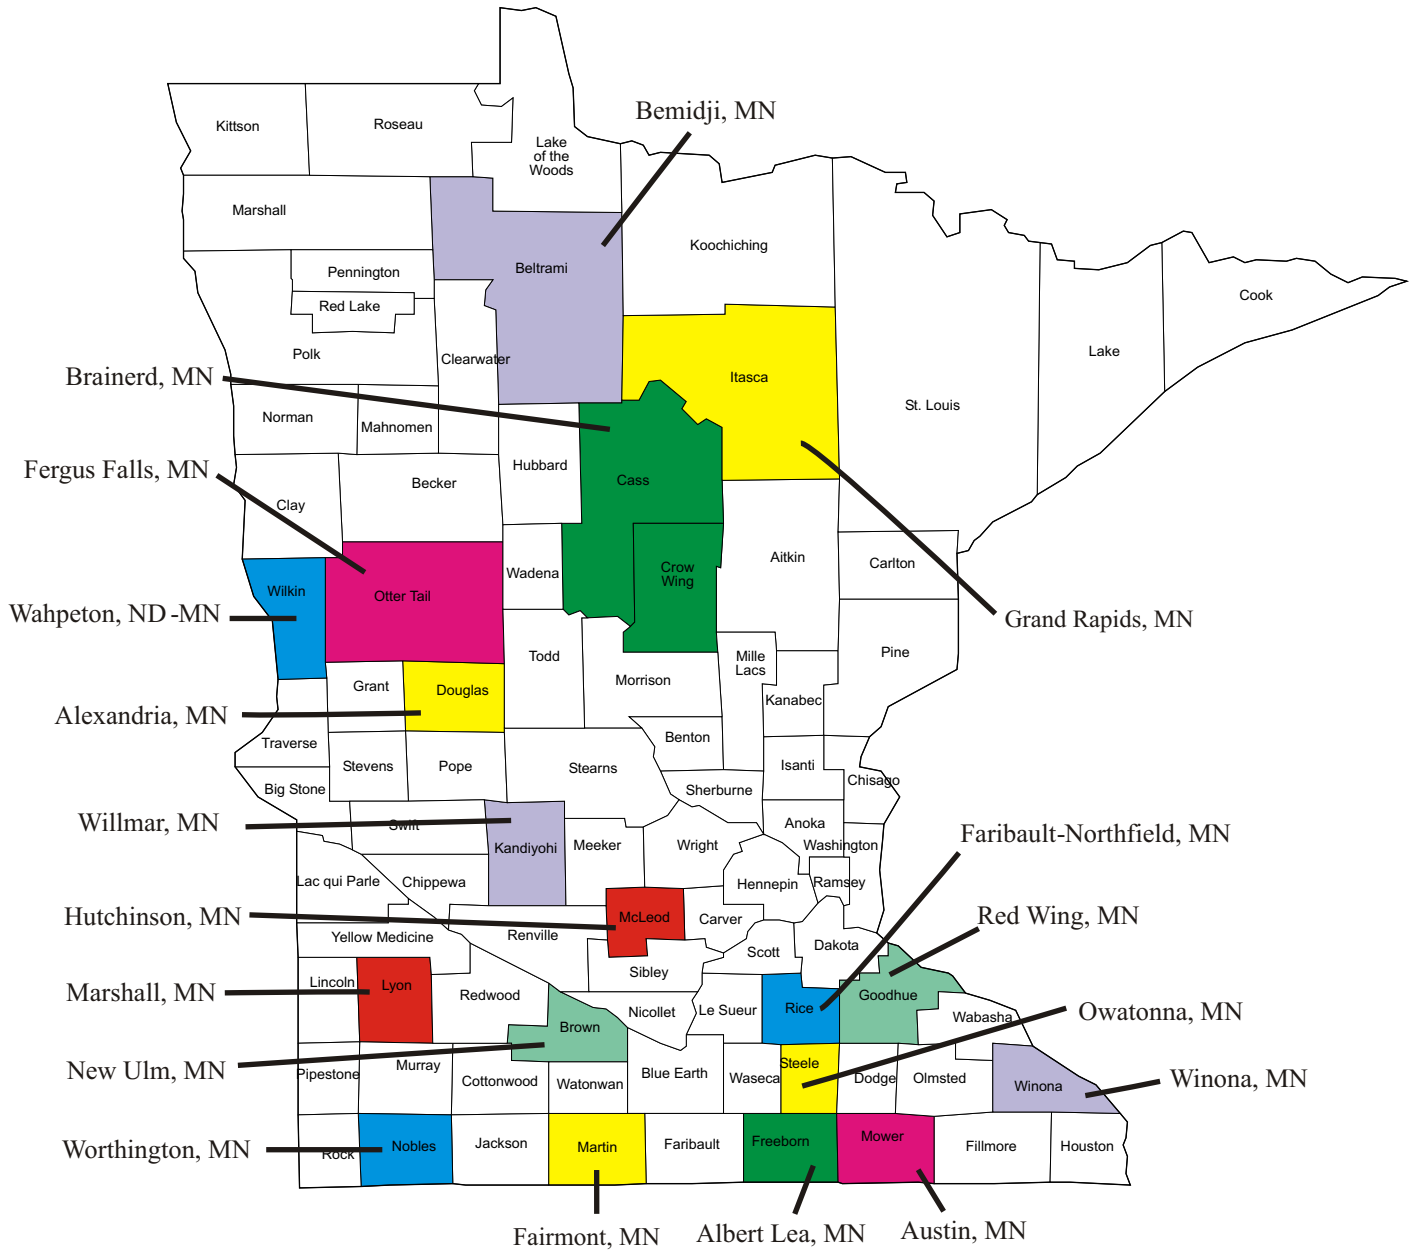 Bemidji, MN
Kittson
Roseau
Lake
of the
Woods
Marshall
Koochiching
Beltrami
Pennington
Red Lake
Cook
Polk
Clearwater
Lake
Itasca
Brainerd, MN
St. Louis
Norman
Mahnomen
Hubbard
Fergus Falls, MN
Becker
Cass
Clay
Aitkin
Carlton
Crow
Wing
Wadena
Wilkin
Otter Tail
Wahpeton, ND-MN
Grand Rapids, MN
Todd
Mille
Lacs
Pine
Morrison
Grant
Douglas
Kanabec
Alexandria, MN
Traverse
Benton
Stevens
Pope
Stearns
Isanti
Chisago
Big Stone
Sherburne
Willmar, MN
Swift
Anoka
Faribault-Northfield, MN
Kandiyohi
Meeker
Wright
Washington
Lac qui Parle
Chippewa
Hennepin
Ramsey
Hutchinson, MN
McLeod
Carver
Red Wing, MN
Yellow Medicine
Renville
Scott
Dakota
Sibley
Marshall, MN
Lincoln
Lyon
Redwood
Nicollet
Le Sueur
Rice
Goodhue
Wabasha
Owatonna, MN
Brown
New Ulm, MN
Pipestone
Murray
Cottonwood
Watonwan
Blue Earth
Waseca
Steele
Dodge
Olmsted
Winona
Winona, MN
Worthington, MN
Rock
Nobles
Jackson
Martin
Faribault
Freeborn
Mower
Fillmore
Houston
Fairmont, MN
Albert Lea, MN
Austin, MN